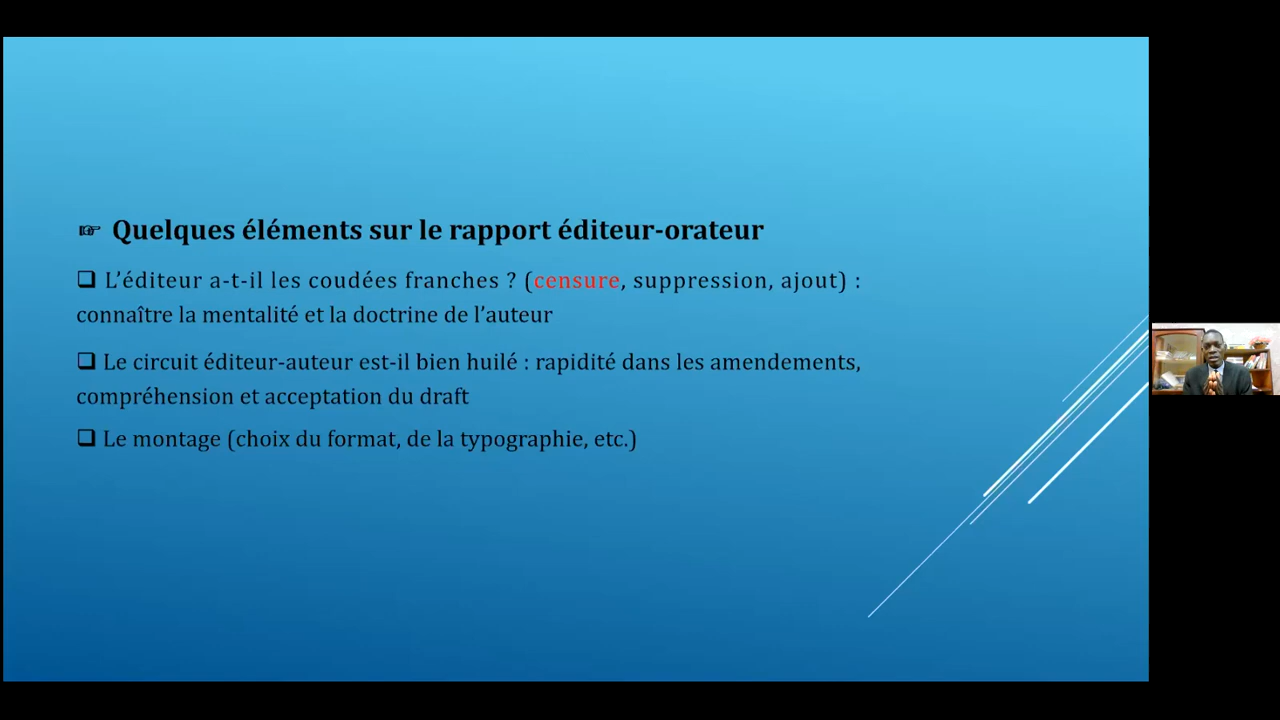 ☞ Quelques éléments sur le rapport éditeur-orateur
❑ L’éditeur a-t-il les coudées franches ? (censure, suppression, ajout) :
connaître la mentalité et la doctrine de l’auteur
❑ Le circuit éditeur-auteur est-il bien huilé : rapidité dans les amendements,
compréhension et acceptation du draft
❑ Le montage (choix du format, de la typographie, etc.)